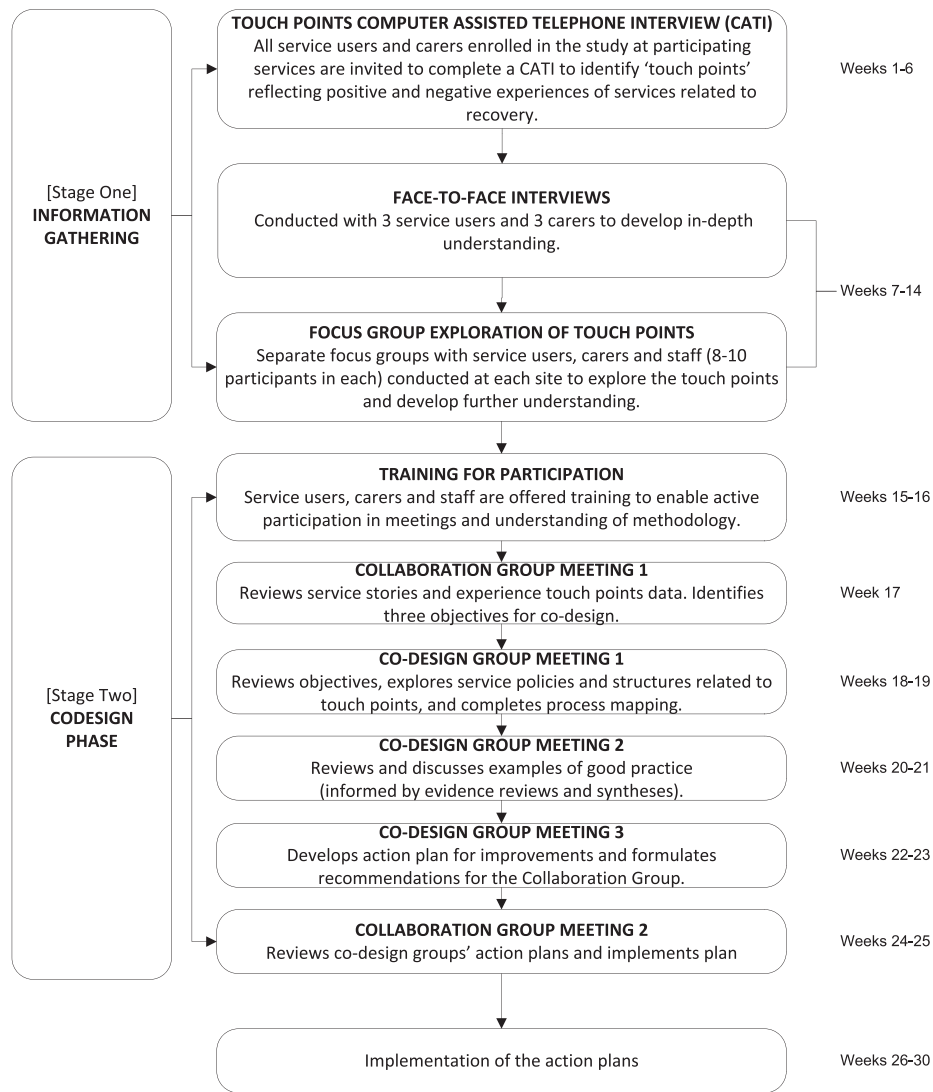 TOUCH POINTS COMPUTER ASSISTED TELEPHONE INTERVIEW (CATI)
All service users and carers enrolled in the study at participating
services are invited to complete a CATI to identify ‘touch points’
reflecting positive and negative experiences of services related to
recovery.
Weeks 1-6
[Stage One]
INFORMATION
GATHERING
FACE-TO-FACE INTERVIEWS
Conducted with 3 service users and 3 carers to develop in-depth
understanding.
Weeks 7-14
FOCUS GROUP EXPLORATION OF TOUCH POINTS
Separate focus groups with service users, carers and staff (8-10
participants in each) conducted at each site to explore the touch points
and develop further understanding.
TRAINING FOR PARTICIPATION
Service users, carers and staff are offered training to enable active
participation in meetings and understanding of methodology.
Weeks 15-16
COLLABORATION GROUP MEETING 1
Reviews service stories and experience touch points data. Identifies
three objectives for co-design.
Week 17
[Stage Two]
CODESIGN
PHASE
CO-DESIGN GROUP MEETING 1
Reviews objectives, explores service policies and structures related to
touch points, and completes process mapping.
Weeks 18-19
CO-DESIGN GROUP MEETING 2
Reviews and discusses examples of good practice
(informed by evidence reviews and syntheses).
Weeks 20-21
CO-DESIGN GROUP MEETING 3
Develops action plan for improvements and formulates
recommendations for the Collaboration Group.
Weeks 22-23
COLLABORATION GROUP MEETING 2
Reviews co-design groups’ action plans and implements plan
Weeks 24-25
Implementation of the action plans
Weeks 26-30